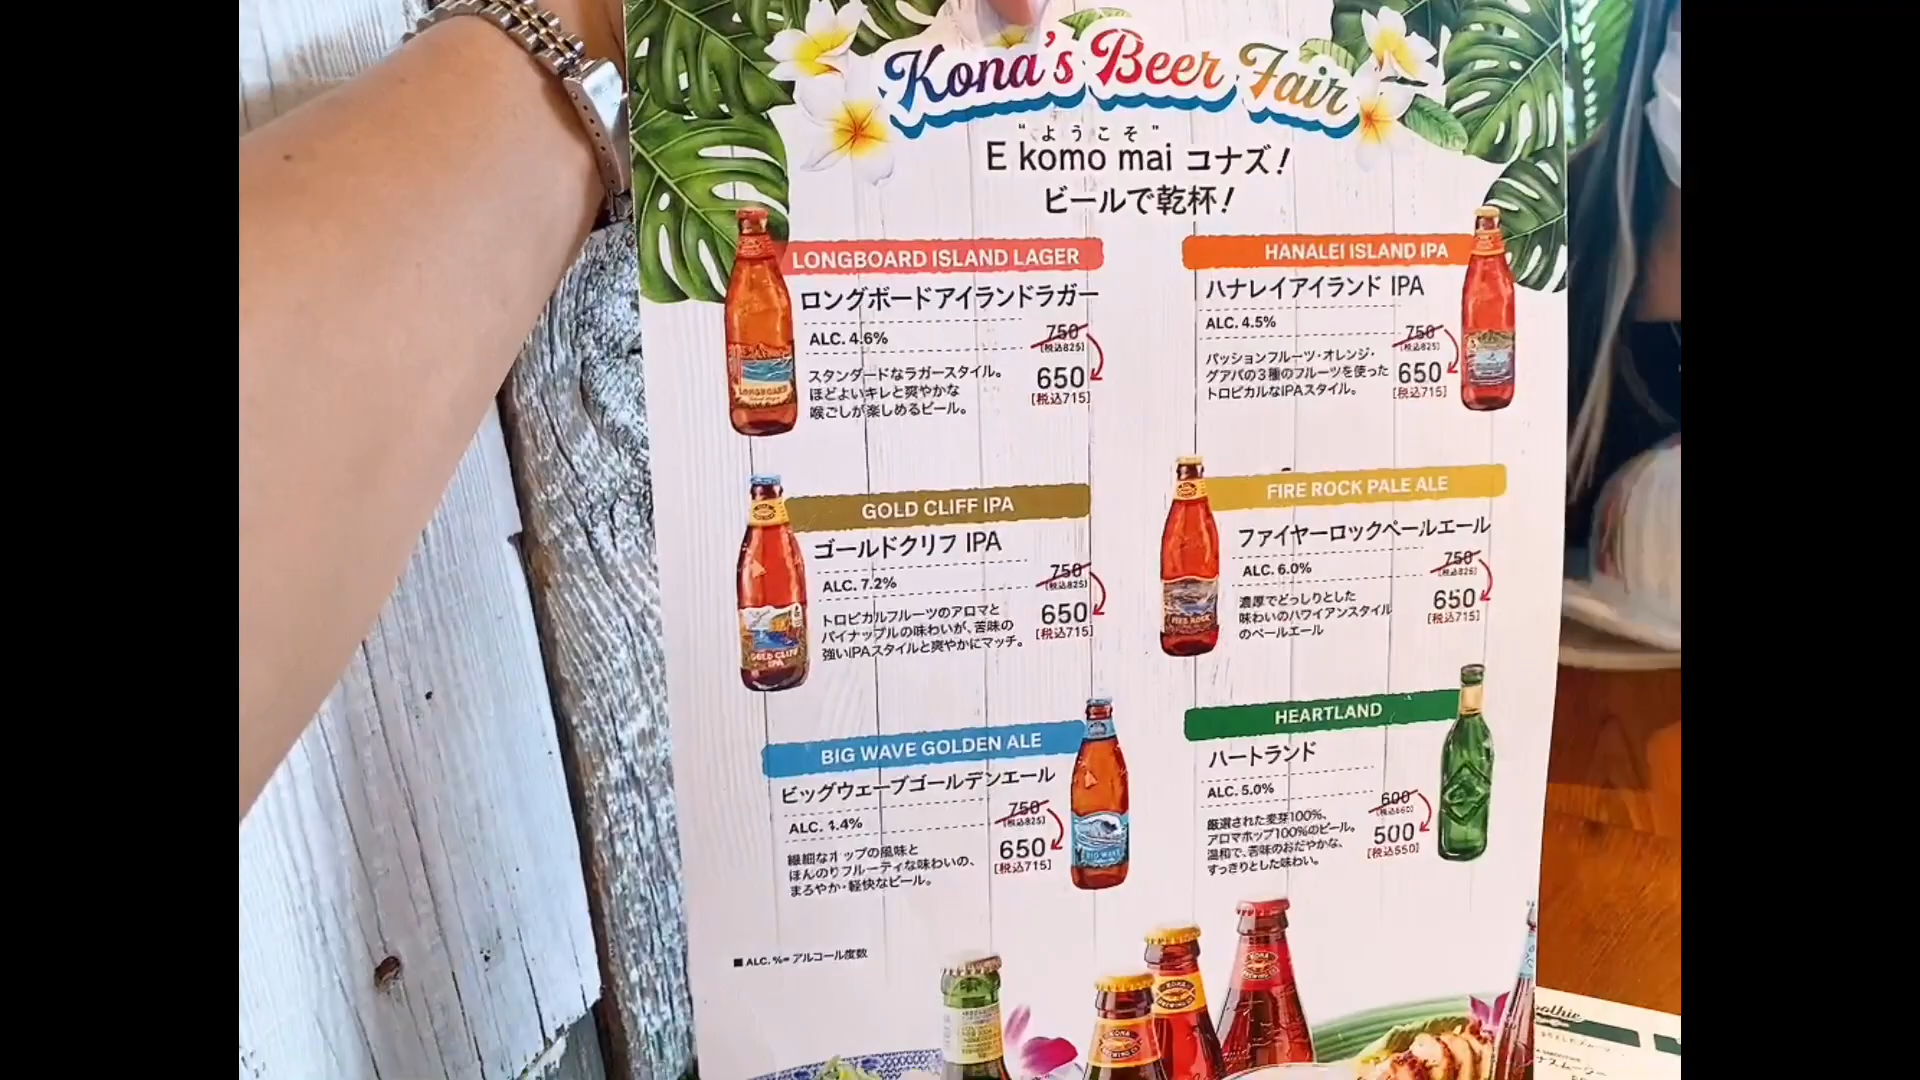 Kona's Beer Fair
"ようこそ"
E komo mai コナズ!
ビールで乾杯!
LONGBOARD ISLAND LAGER
ロングボードアイランドラガー
ALC. 4.6%
750
[税込825]
スタンダードなラガースタイル。
ほどよいキレと爽やかな
喉ごしが楽しめるビール。
650
[税込715]
HANALEI ISLAND IPA
ハナレイアイランド IPA
ALC. 4.5%
750
[税込825]
パッションフルーツ・オレンジ・
グアバの3種のフルーツを使った
トロピカルなIPAスタイル。
650
[税込715]
GOLD CLIFF IPA
ゴールドクリフ IPA
ALC. 7.2%
750
[税込825]
トロピカルフルーツのアロマと
パイナップルの味わいが、苦味の
強いIPAスタイルと爽やかにマッチ。
650
[税込715]
FIRE ROCK PALE ALE
ファイヤーロックペールエール
ALC. 6.0%
750
[税込825]
濃厚でどっしりとした
味わいのハワイアンスタイル
のペールエール
650
[税込715]
BIG WAVE GOLDEN ALE
ビッグウェーブゴールデンエール
ALC. 4.4%
750
[税込825]
繊細なホップの風味と
ほんのりフルーティな味わいの、
まろやか・軽快なビール。
650
[税込715]
HEARTLAND
ハートランド
ALC. 5.0%
600
[税込660]
厳選された麦芽100%、
アロマホップ100%のビール。
温和で、苦味のおだやかな、
すっきりとした味わい。
500
[税込550]
■ ALC. %= アルコール度数
LONGBOARD
GOLD CLIFF
IPA
FIRE ROCK
BIG WAVE
KONA
BREWING CO